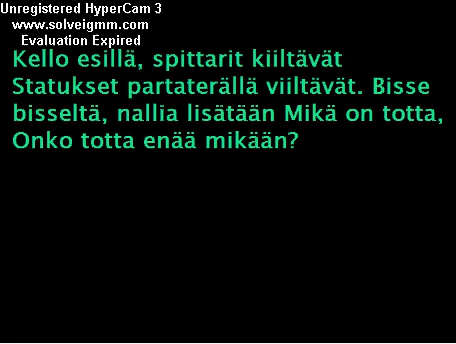 Unregistered HyperCam 3
www.solveigmm.com
Evaluation Expired
Kello esillä, spittarit kiiltävät
Statukset partaterällä viiltävät. Bisse
bisseltä, nallia lisätään Mikä on totta,
Onko totta enää mikään?